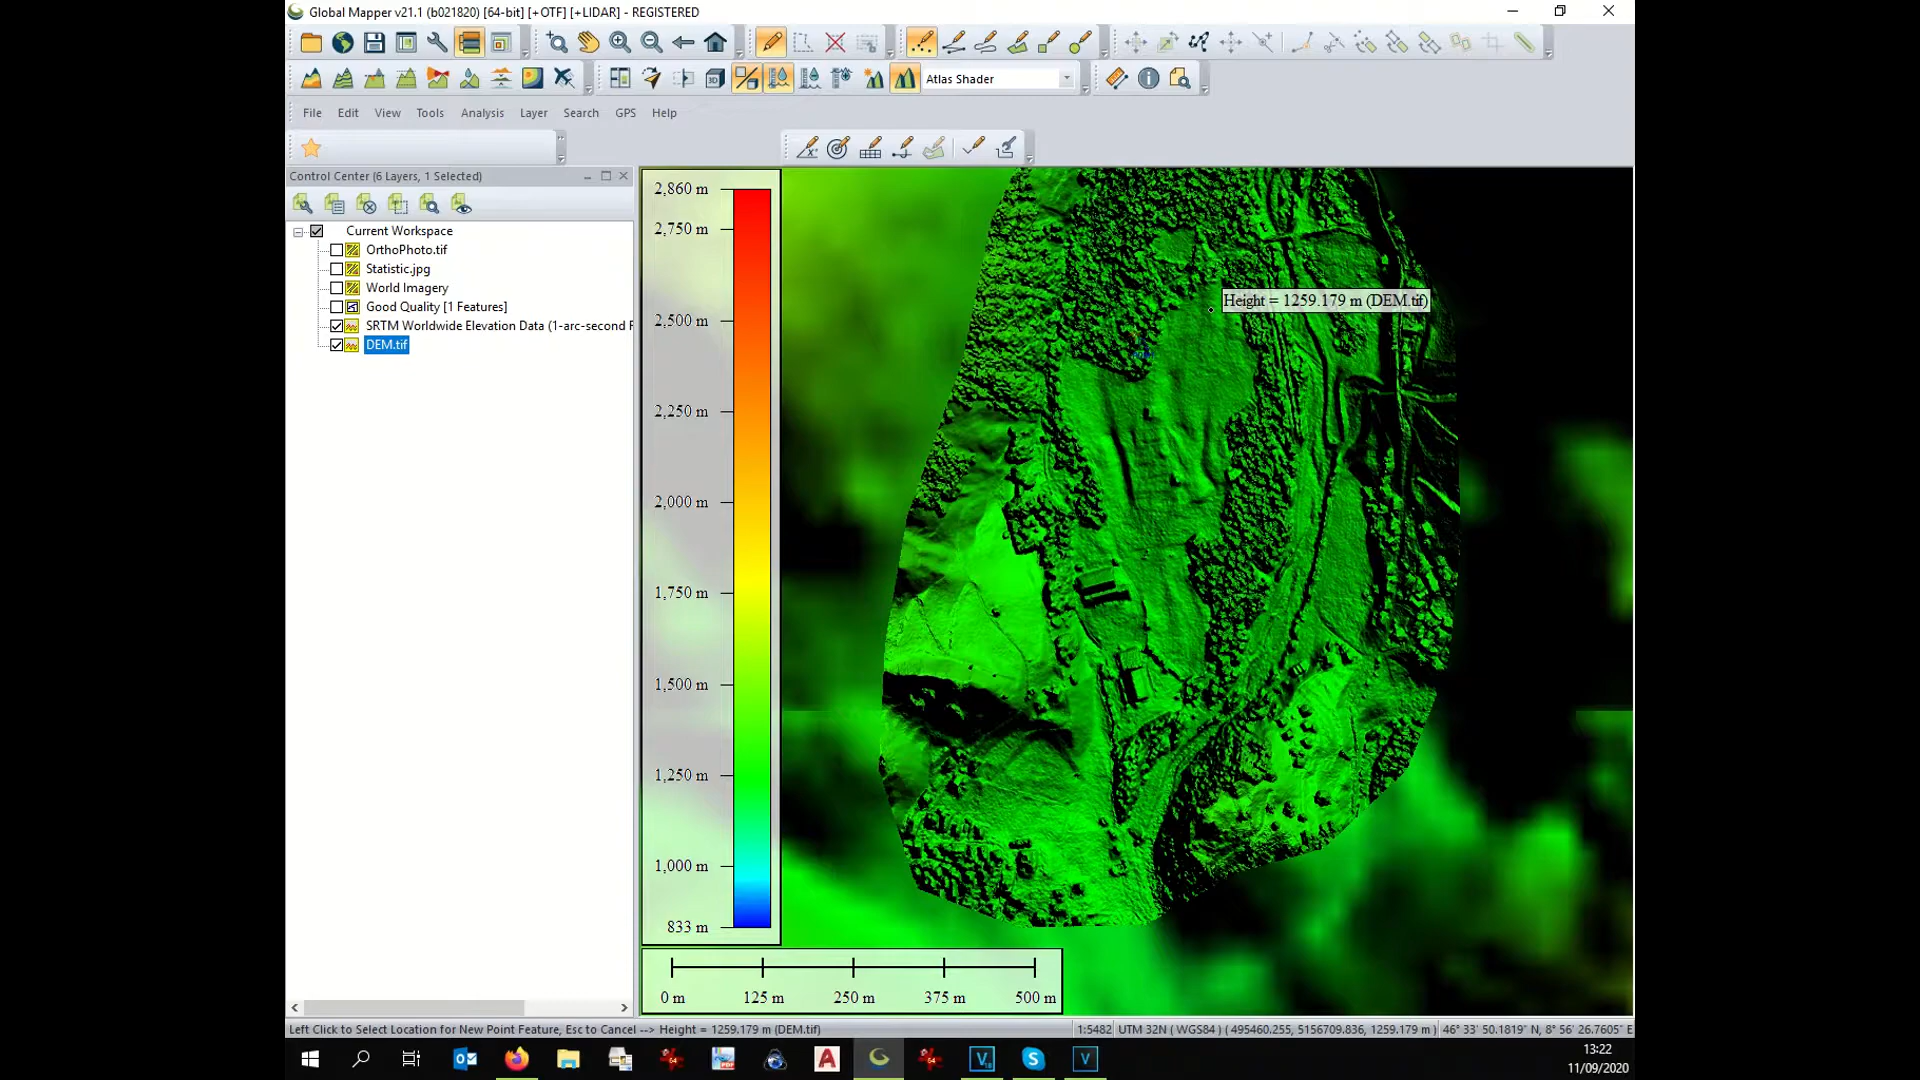 Global Mapper v21.1 (b021820) [64-bit] [+OTF] [+LIDAR] - REGISTERED
3D
Atlas Shader
File Edit View Tools Analysis Layer Search GPS Help
Control Center (6 Layers, 1 Selected)
Current Workspace
OrthoPhoto.tif
Statistic.jpg
World Imagery
Good Quality [1 Features]
SRTM Worldwide Elevation Data (1-arc-second R
DEM.tif
2,860 m
2,750 m
2,500 m
2,250 m
2,000 m
1,750 m
1,500 m
1,250 m
1,000 m
833 m
Height = 1259.179 m (DEM.tif)
0 m 125 m 250 m 375 m 500 m
Left Click to Select Location for New Point Feature, Esc to Cancel --> Height = 1259.179 m (DEM.tif) 1:5482 UTM 32N ( WGS84 ) ( 495460.255, 5156709.836, 1259.179 m ) 46° 33' 50.1819" N, 8° 56' 26.7605" E
13:22
11/09/2020